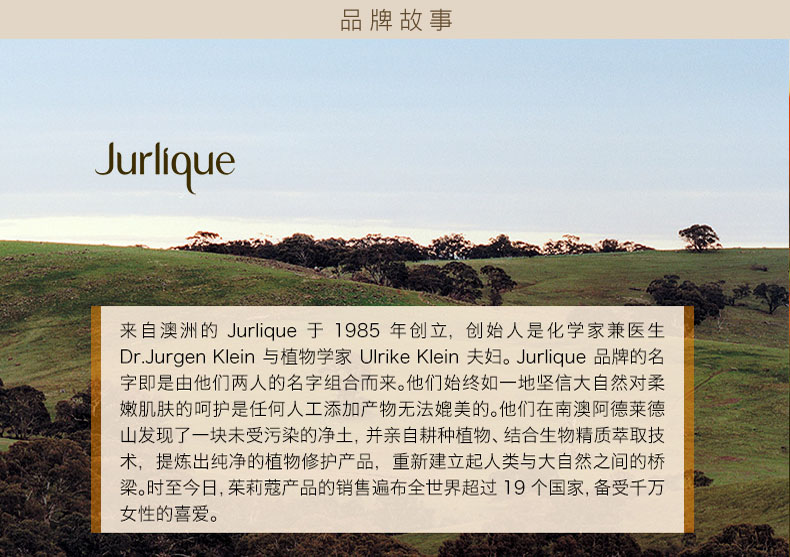 品牌故事
Jurlique
来自澳洲的 Jurlique 于 1985 年创立, 创始人是化学家兼医生
Dr.Jurgen Klein 与植物学家 Ulrike Klein 夫妇。Jurlique 品牌的名
字即是由他们两人的名字组合而来。他们始终如一地坚信大自然对柔
嫩肌肤的呵护是任何人工添加产物无法媲美的。他们在南澳阿德莱德
山发现了一块未受污染的净土, 并亲自耕种植物、结合生物精质萃取技
术, 提炼出纯净的植物修护产品, 重新建立起人类与大自然之间的桥
梁。时至今日, 茱莉蔻产品的销售遍布全世界超过 19 个国家, 备受千万
女性的喜爱。